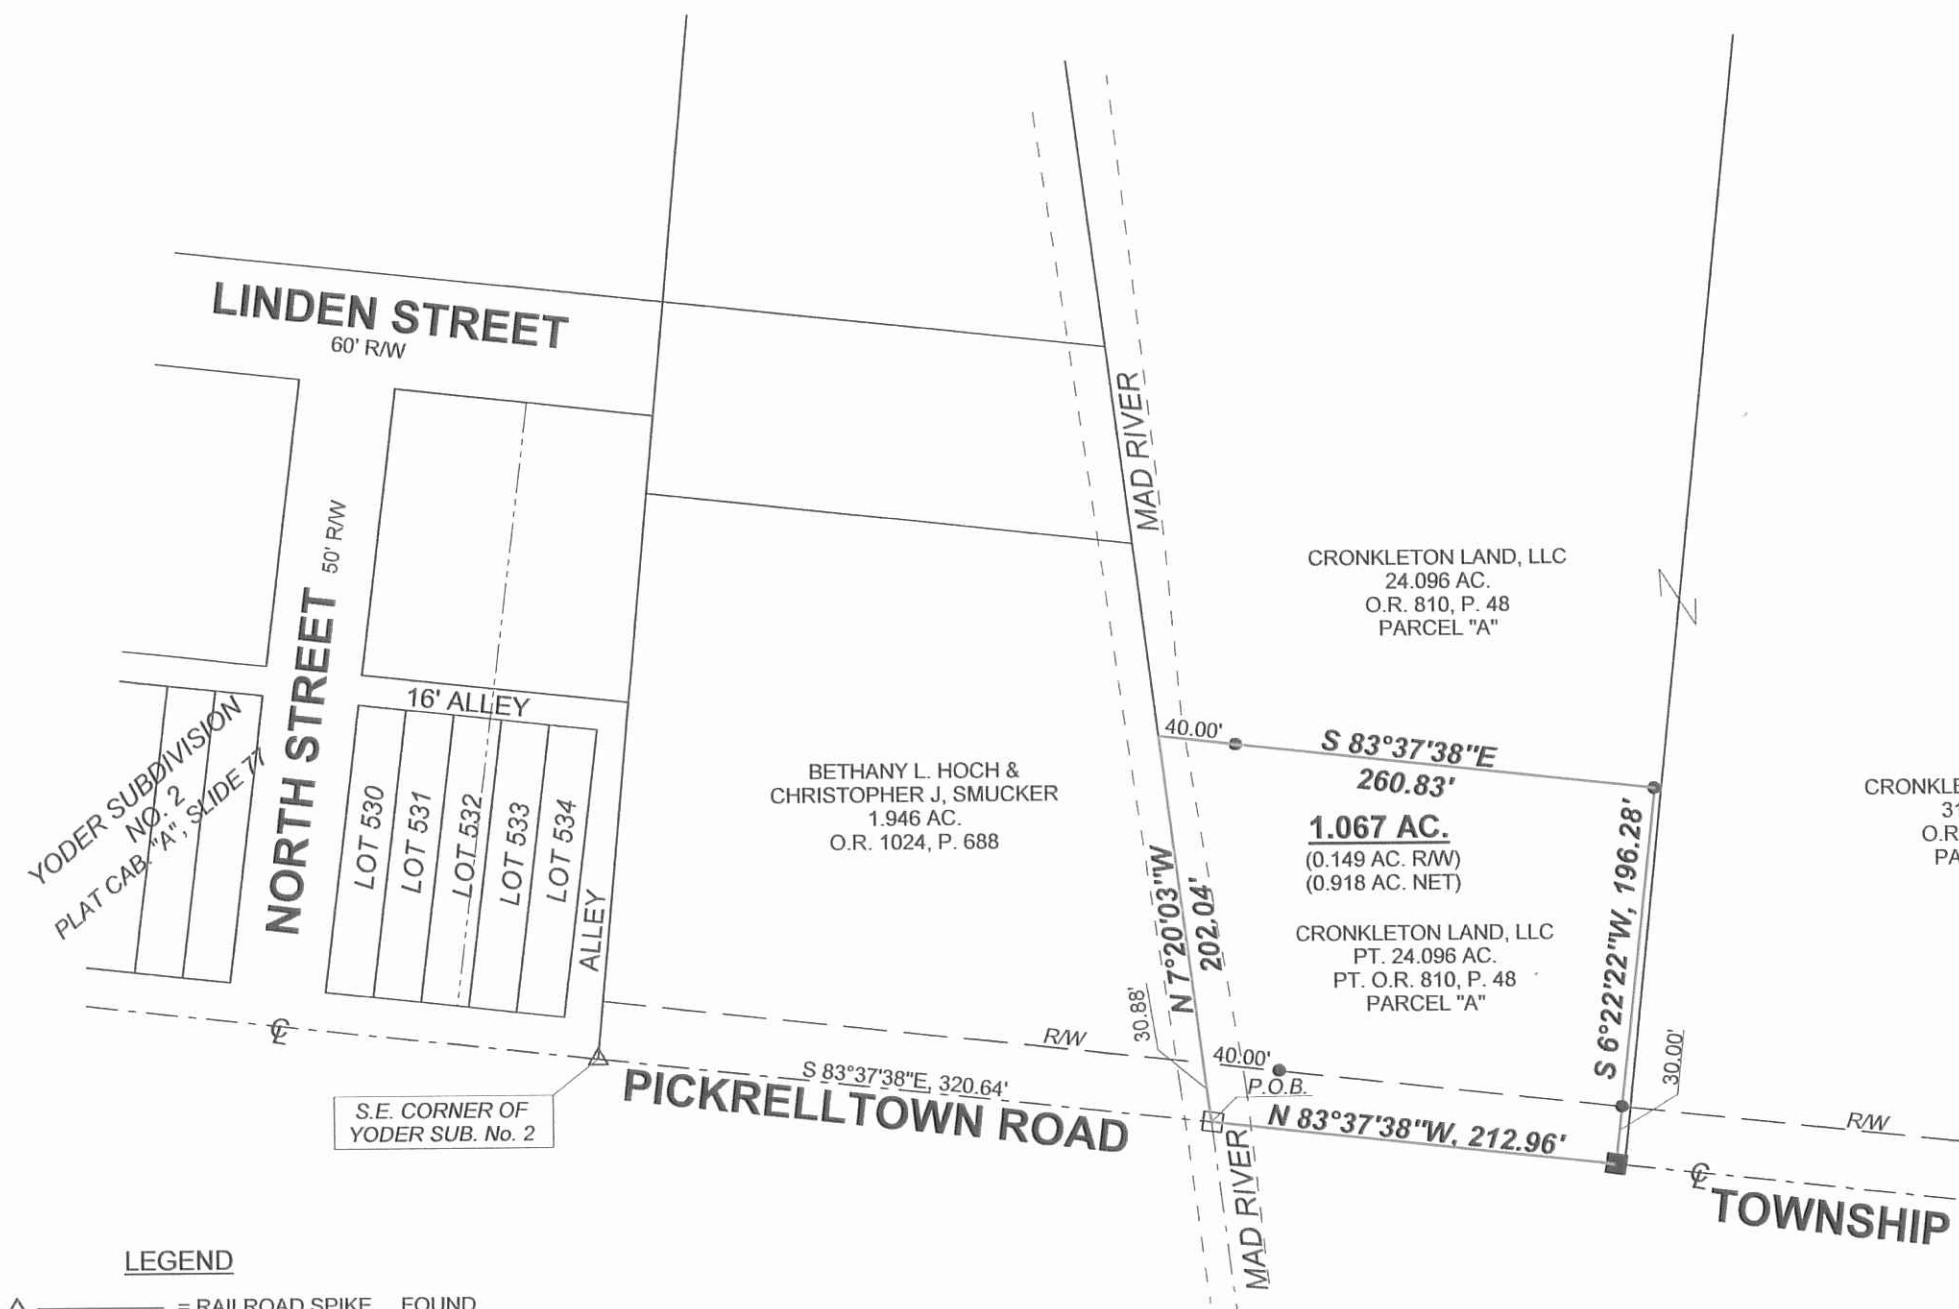 LINDEN STREET
60' R/W
NORTH STREET
50' R/W
16' ALLEY
YODER SUBDIVISION
NO. 2
PLAT CAB. "A", SLIDE 77
LOT 530
LOT 531
LOT 532
LOT 533
LOT 534
ALLEY
BETHANY L. HOCH &
CHRISTOPHER J, SMUCKER
1.946 AC.
O.R. 1024, P. 688
MAD RIVER
CRONKLETON LAND, LLC
24.096 AC.
O.R. 810, P. 48
PARCEL "A"
40.00'
S 83°37'38"E
260.83'
1.067 AC.
(0.149 AC. R/W)
(0.918 AC. NET)
CRONKLETON LAND, LLC
PT. 24.096 AC.
PT. O.R. 810, P. 48
PARCEL "A"
N 7°20'03"W
202.04'
S 6°22'22"W, 196.28'
30.88'
30.00'
40.00'
P.O.B.
R/W
S 83°37'38"E, 320.64'
PICKRELLTOWN ROAD
N 83°37'38"W, 212.96'
R/W
TOWNSHIP
MAD RIVER
S.E. CORNER OF
YODER SUB. No. 2
CRONKLE
31
O.R
PA
LEGEND
= RAILROAD SPIKE FOUND